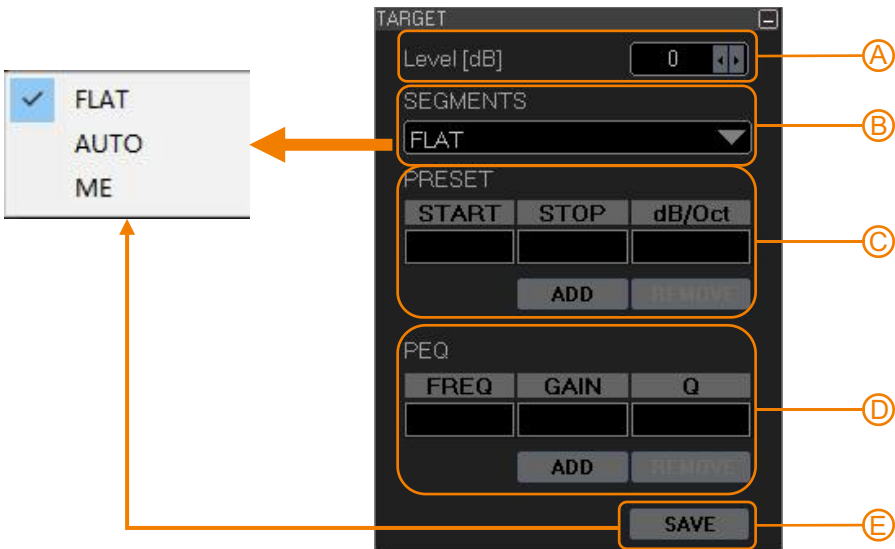 TARGET
Level [dB] 0
A
SEGMENTS
FLAT
B
FLAT
AUTO
ME
PRESET
START STOP dB/Oct
C
ADD REMOVE
PEQ
FREQ GAIN Q
D
ADD REMOVE
SAVE
E